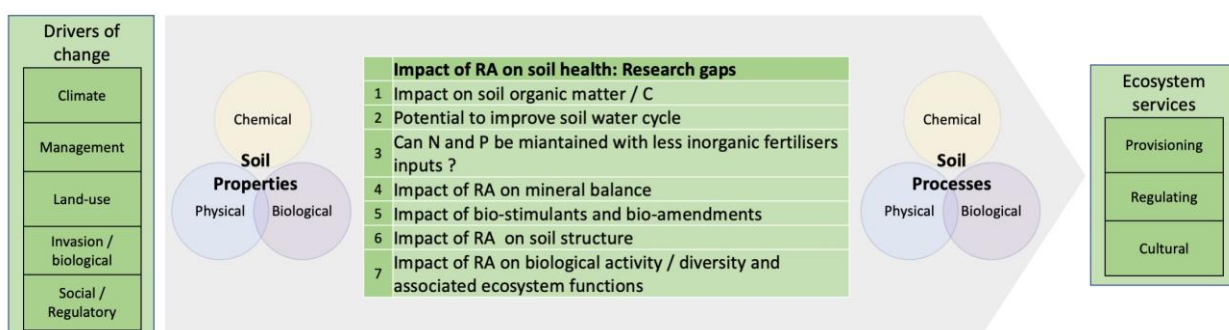 Drivers of
change
Climate
Management
Land-use
Invasion /
biological
Social /
Regulatory
Chemical
Soil
Properties
Physical
Biological
Impact of RA on soil health: Research gaps
1 Impact on soil organic matter / C
2 Potential to improve soil water cycle
3 Can N and P be miantained with less inorganic fertilisers
inputs ?
4 Impact of RA on mineral balance
5 Impact of bio-stimulants and bio-amendments
6 Impact of RA on soil structure
7 Impact of RA on biological activity / diversity and
associated ecosystem functions
Chemical
Soil
Processes
Physical
Biological
Ecosystem
services
Provisioning
Regulating
Cultural